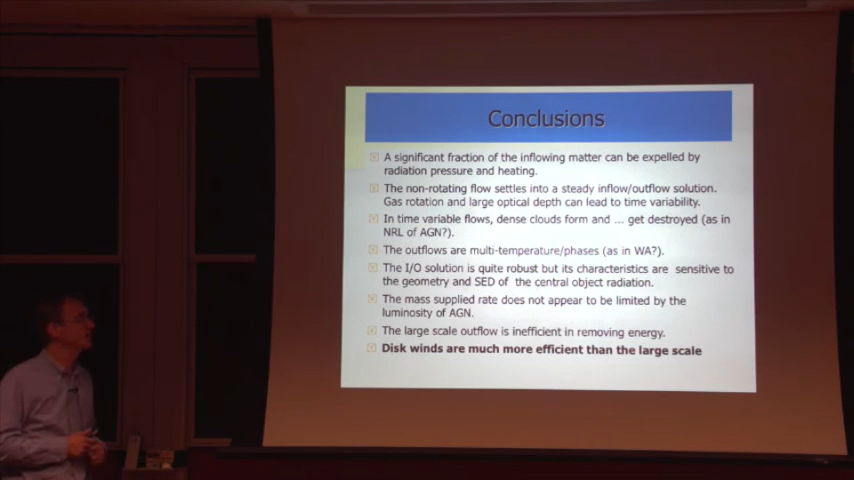 Conclusions
A significant fraction of the inflowing matter can be expelled by
radiation pressure and heating.
The non-rotating flow settles into a steady inflow/outflow solution.
Gas rotation and large optical depth can lead to time variability.
In time variable flows, dense clouds form and ... get destroyed (as in
NRL of AGN?).
The outflows are multi-temperature/phases (as in WA?).
The I/O solution is quite robust but its characteristics are sensitive to
the geometry and SED of the central object radiation.
The mass supplied rate does not appear to be limited by the
luminosity of AGN.
The large scale outflow is inefficient in removing energy.
Disk winds are much more efficient than the large scale